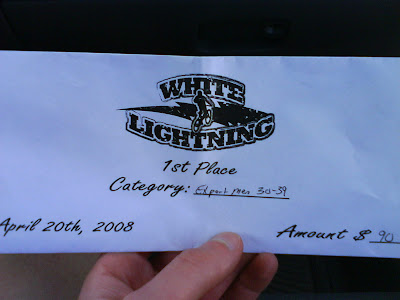 WHITE
LIGHTNING
1st Place
Category: Expert Men 30-39
April 20th, 2008
Amount $ 90